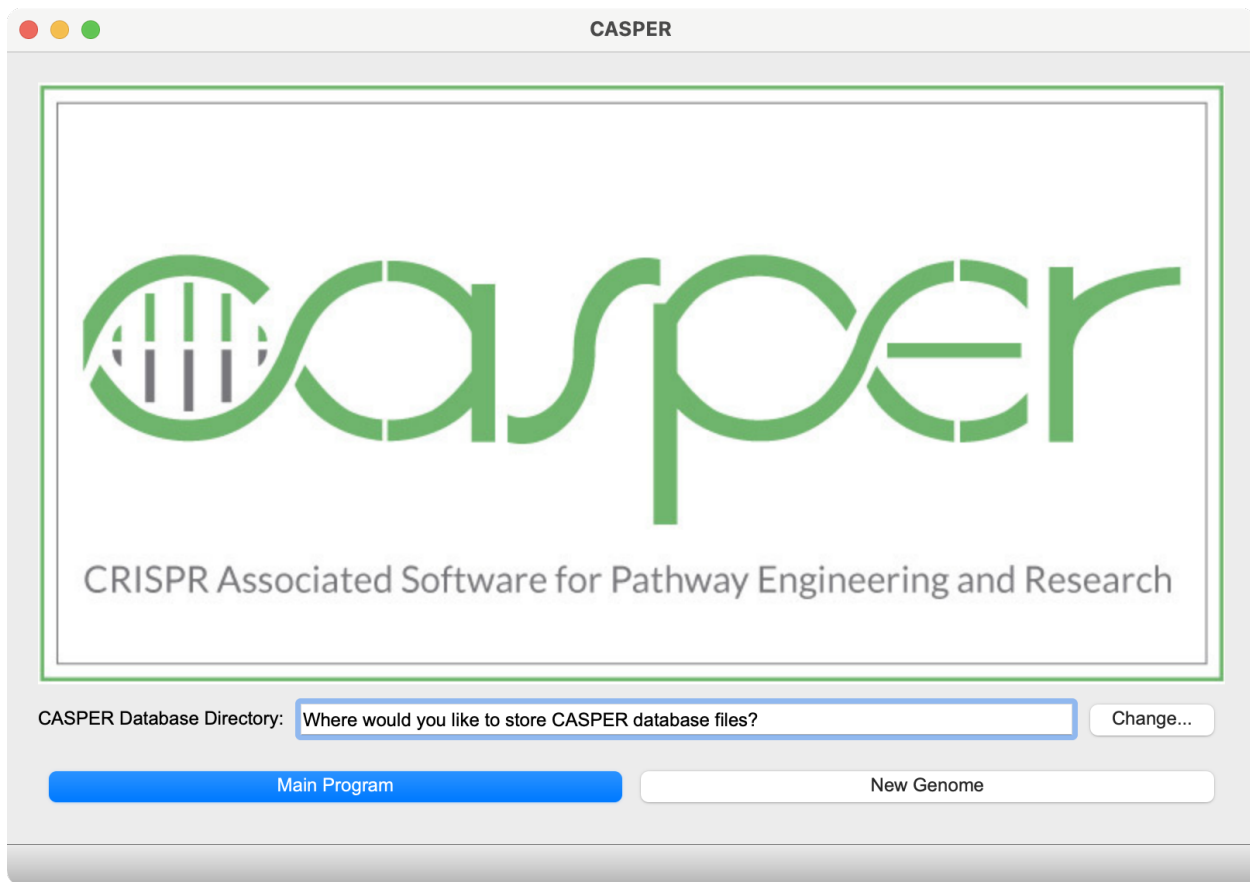 CASPER
casper
CRISPR Associated Software for Pathway Engineering and Research
CASPER Database Directory: Where would you like to store CASPER database files? Change...
Main Program New Genome